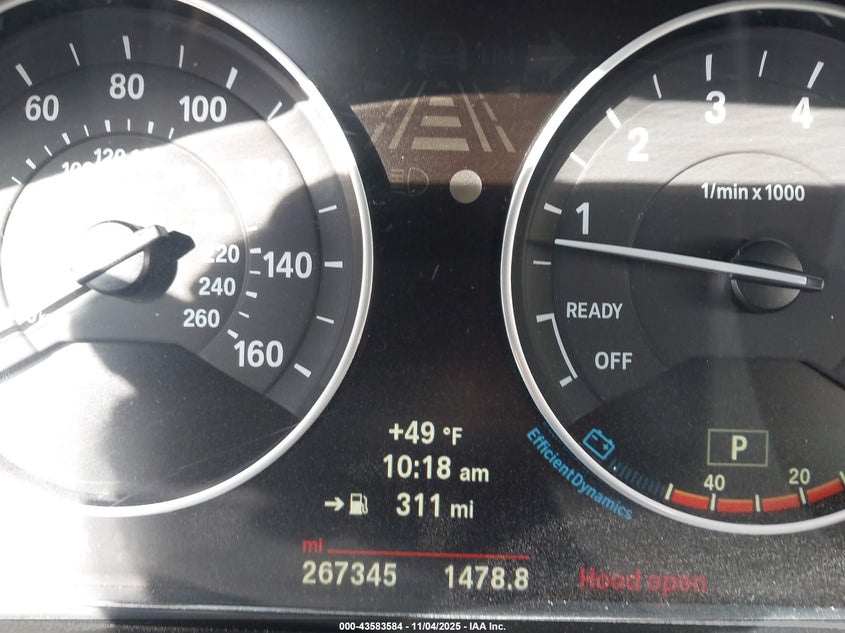 60
80
100
140
160
120
220
240
260
1
2
3
4
1/min x 1000
READY
OFF
P
EfficientDynamics
40
20
+49 °F
10:18 am
311 mi
mi
267345 1478.8
Hood open
000-43583584 - 11/04/2025 - IAA Inc.